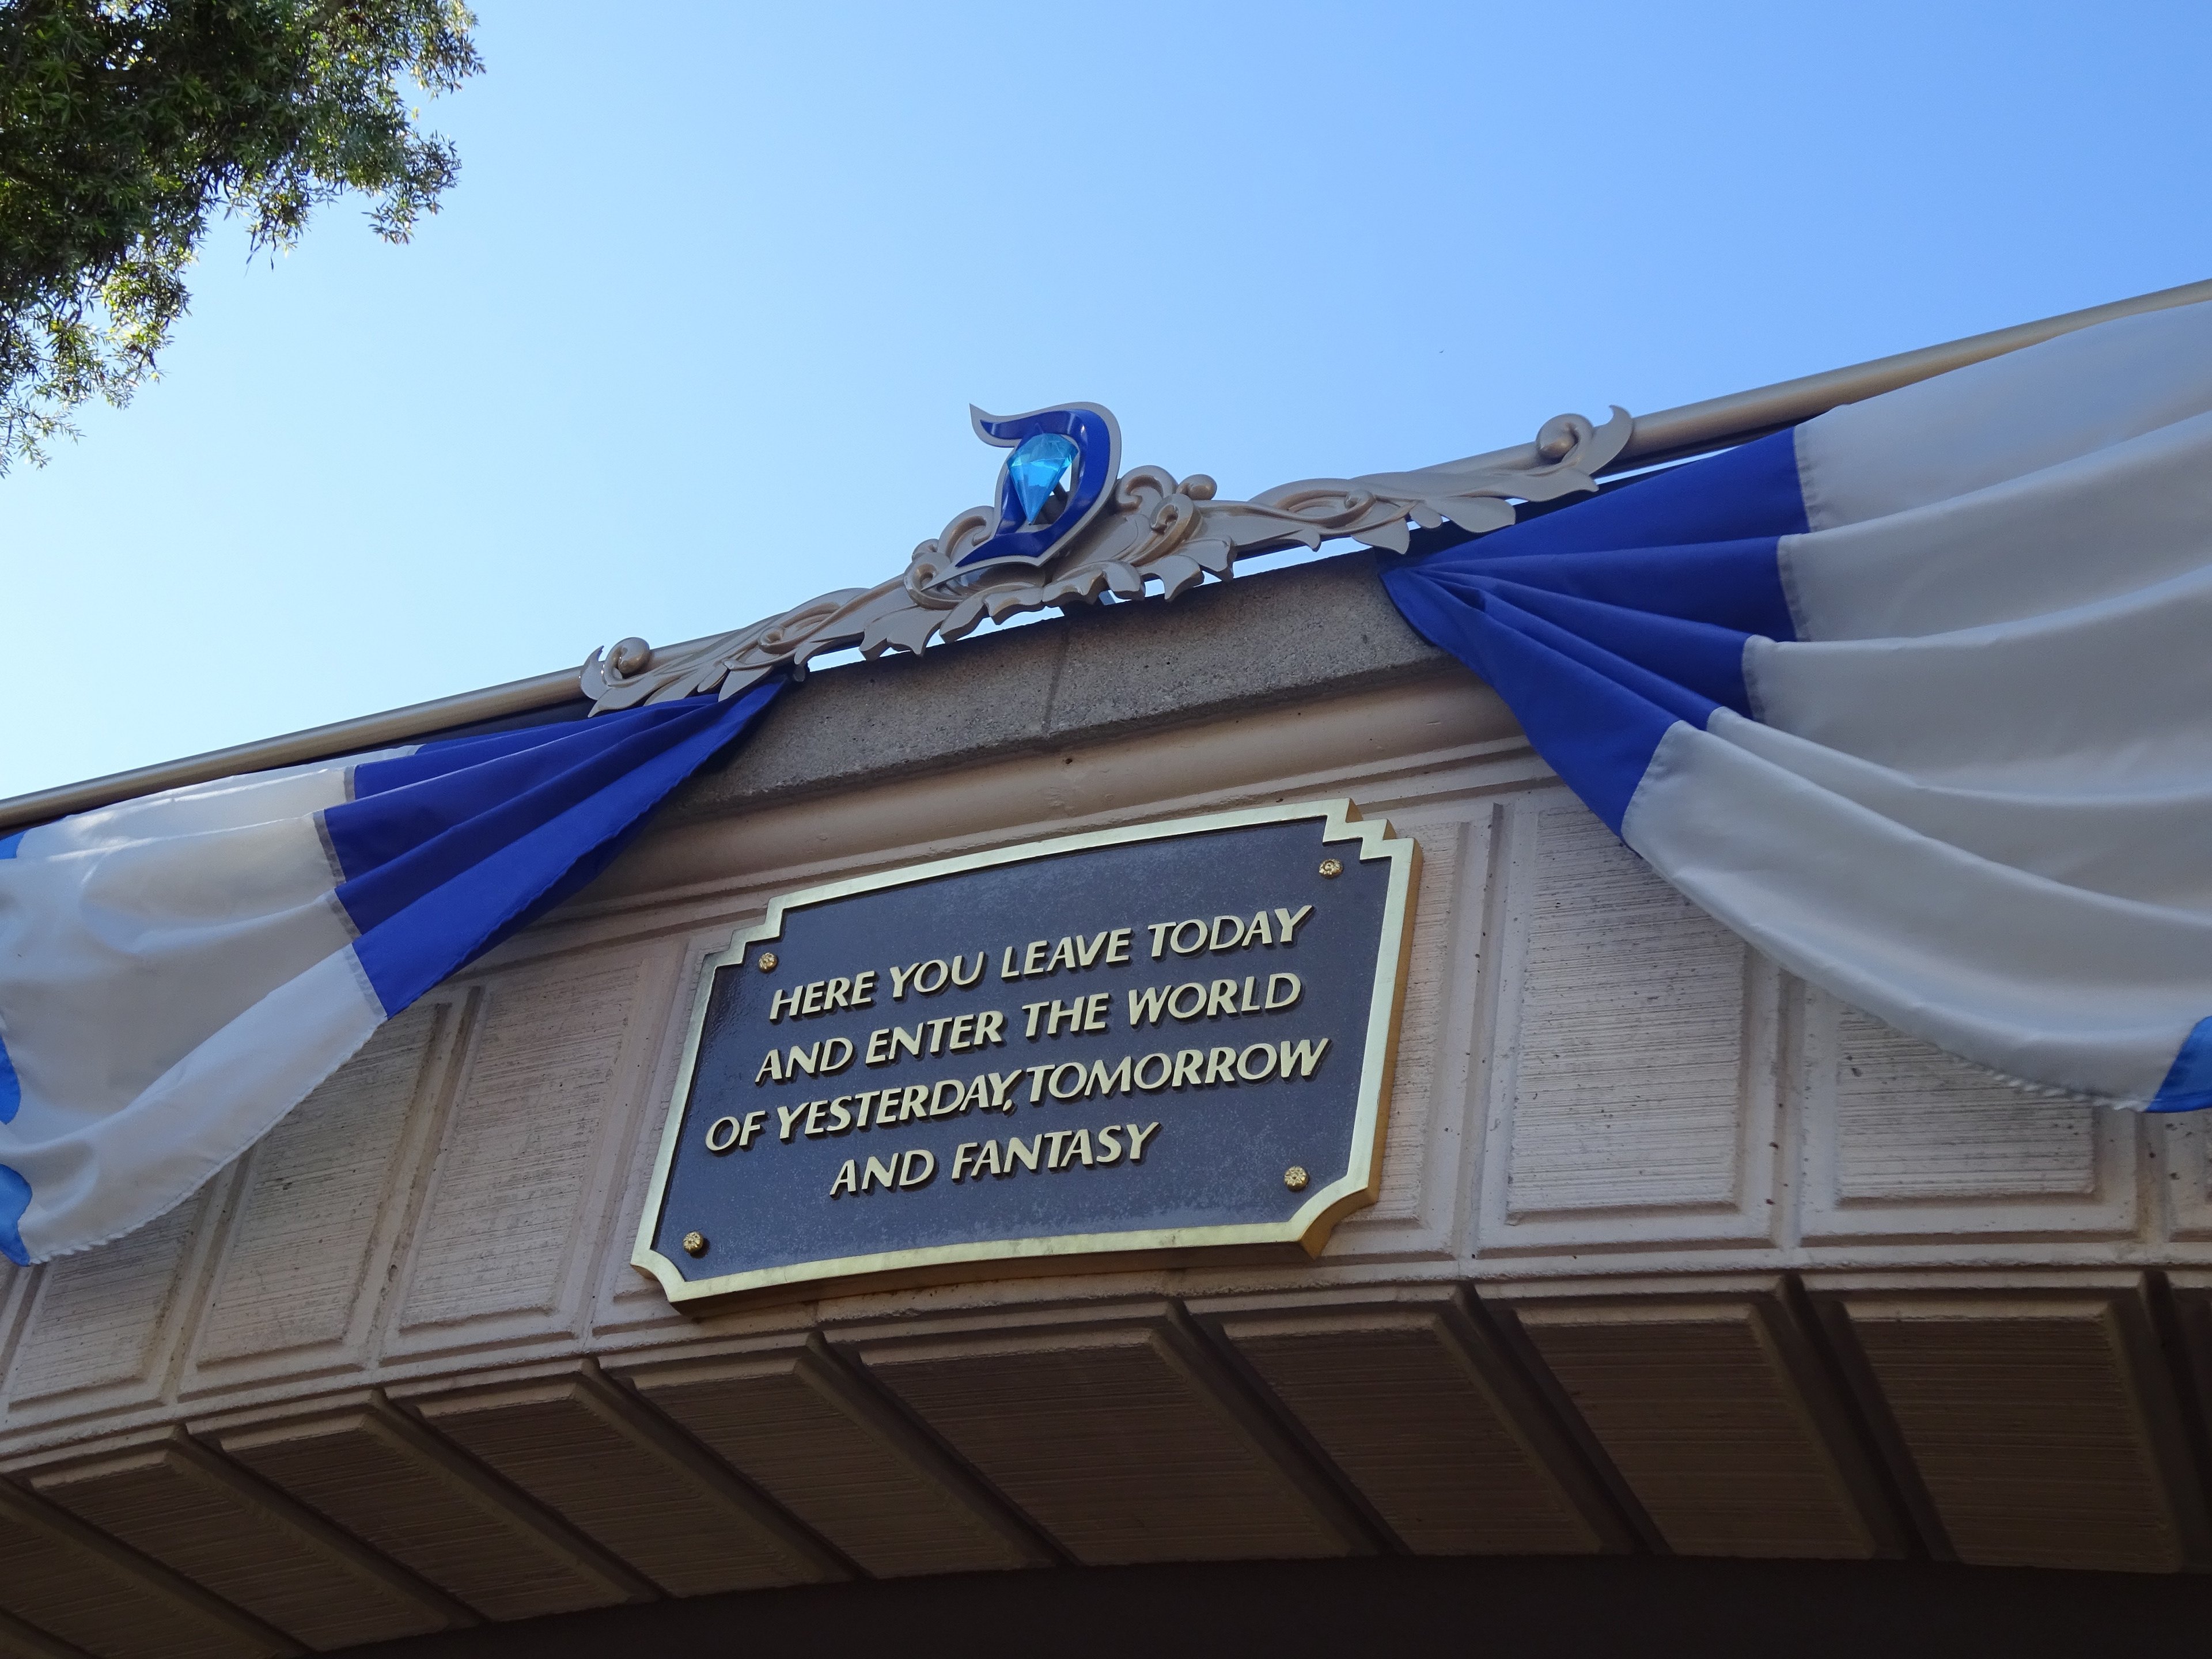 D
HERE YOU LEAVE TODAY
AND ENTER THE WORLD
OF YESTERDAY, TOMORROW
AND FANTASY